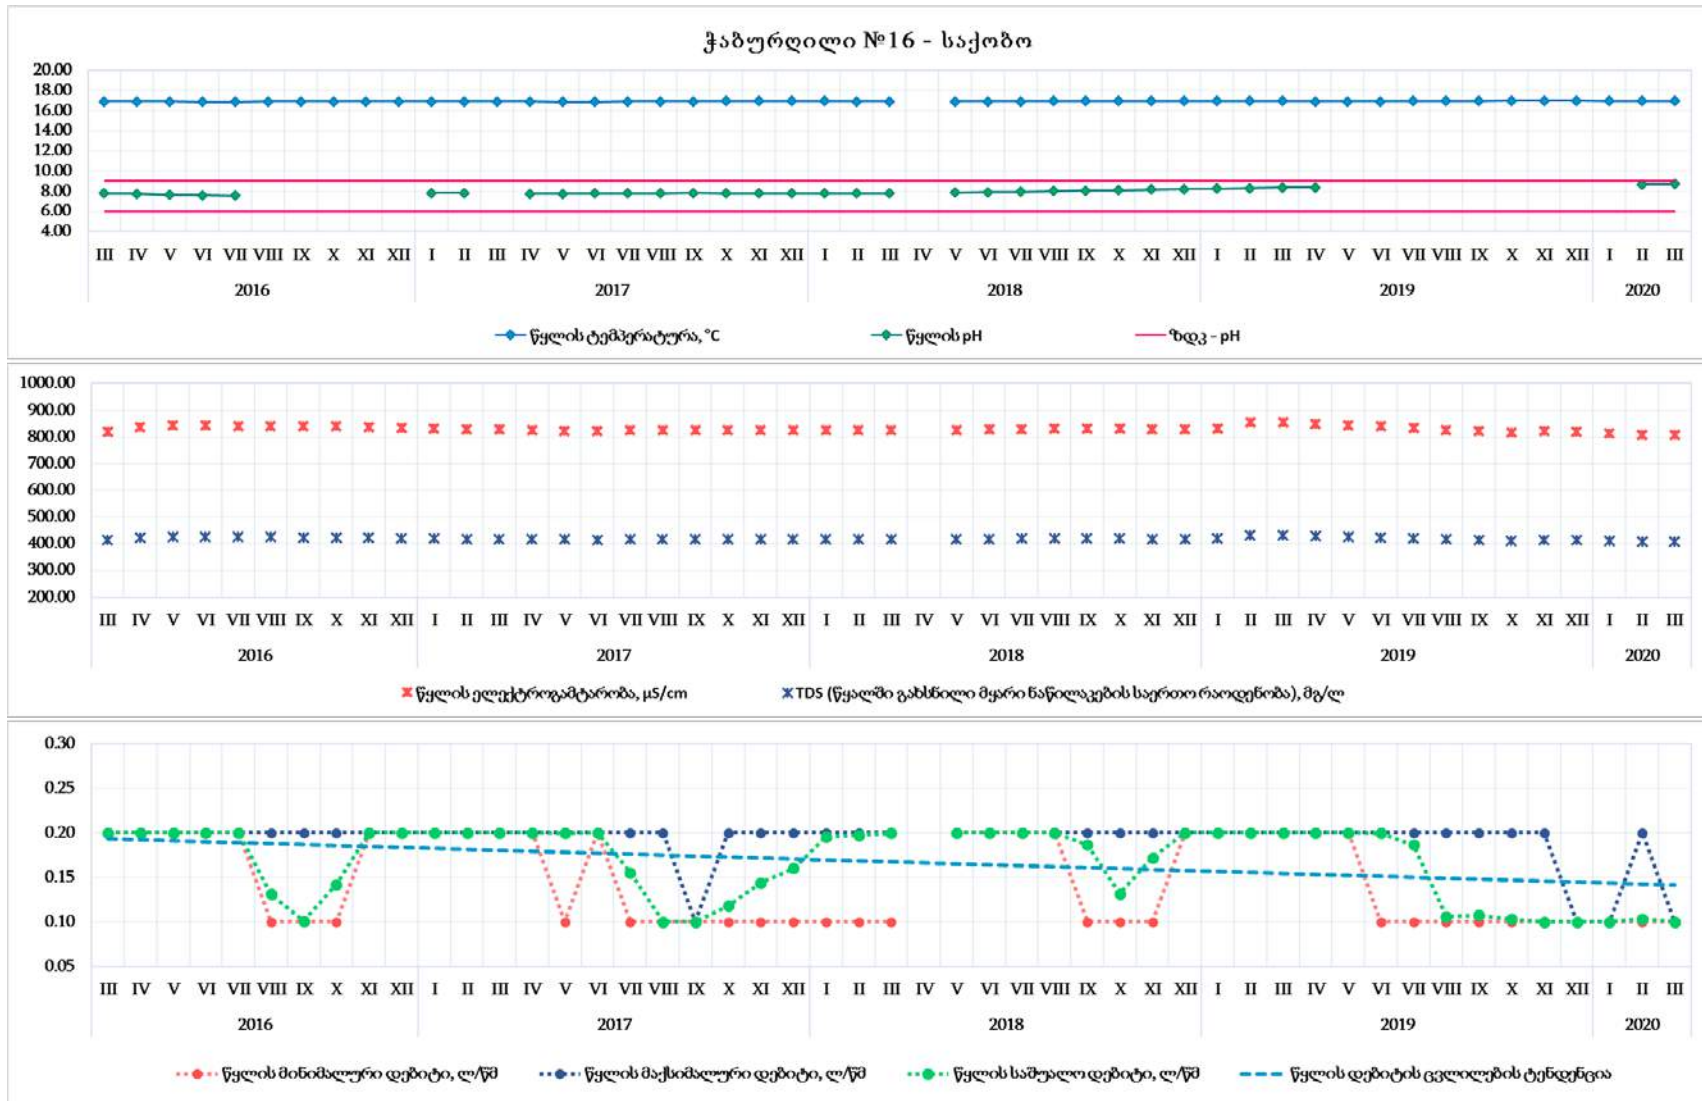 ჭაბურღილი №16 - საქობო
20.00
18.00
16.00
14.00
12.00
10.00
8.00
6.00
4.00
III IV V VI VII VIII IX X XI XII I II III IV V VI VII VIII IX X XI XII I II III IV V VI VII VIII IX X XI XII I II III IV V VI VII VIII IX X XI XII I II III
2016 2017 2018 2019 2020
წყლის ტემპერატურა, °C წყლის pH ზდკ - pH
1000.00
900.00
800.00
700.00
600.00
500.00
400.00
300.00
200.00
III IV V VI VII VIII IX X XI XII I II III IV V VI VII VIII IX X XI XII I II III IV V VI VII VIII IX X XI XII I II III IV V VI VII VIII IX X XI XII I II III
2016 2017 2018 2019 2020
წყლის ელექტროგამტარობა, µS/cm TDS (წყალში გახსნილი მყარი ნაწილაკების საერთო რაოდენობა), მგ/ლ
0.30
0.25
0.20
0.15
0.10
0.05
III IV V VI VII VIII IX X XI XII I II III IV V VI VII VIII IX X XI XII I II III IV V VI VII VIII IX X XI XII I II III IV V VI VII VIII IX X XI XII I II III
2016 2017 2018 2019 2020
წყლის მინიმალური დებიტი, ლ/წმ წყლის მაქსიმალური დებიტი, ლ/წმ წყლის საშუალო დებიტი, ლ/წმ წყლის დებიტის ცვლილების ტენდენცია